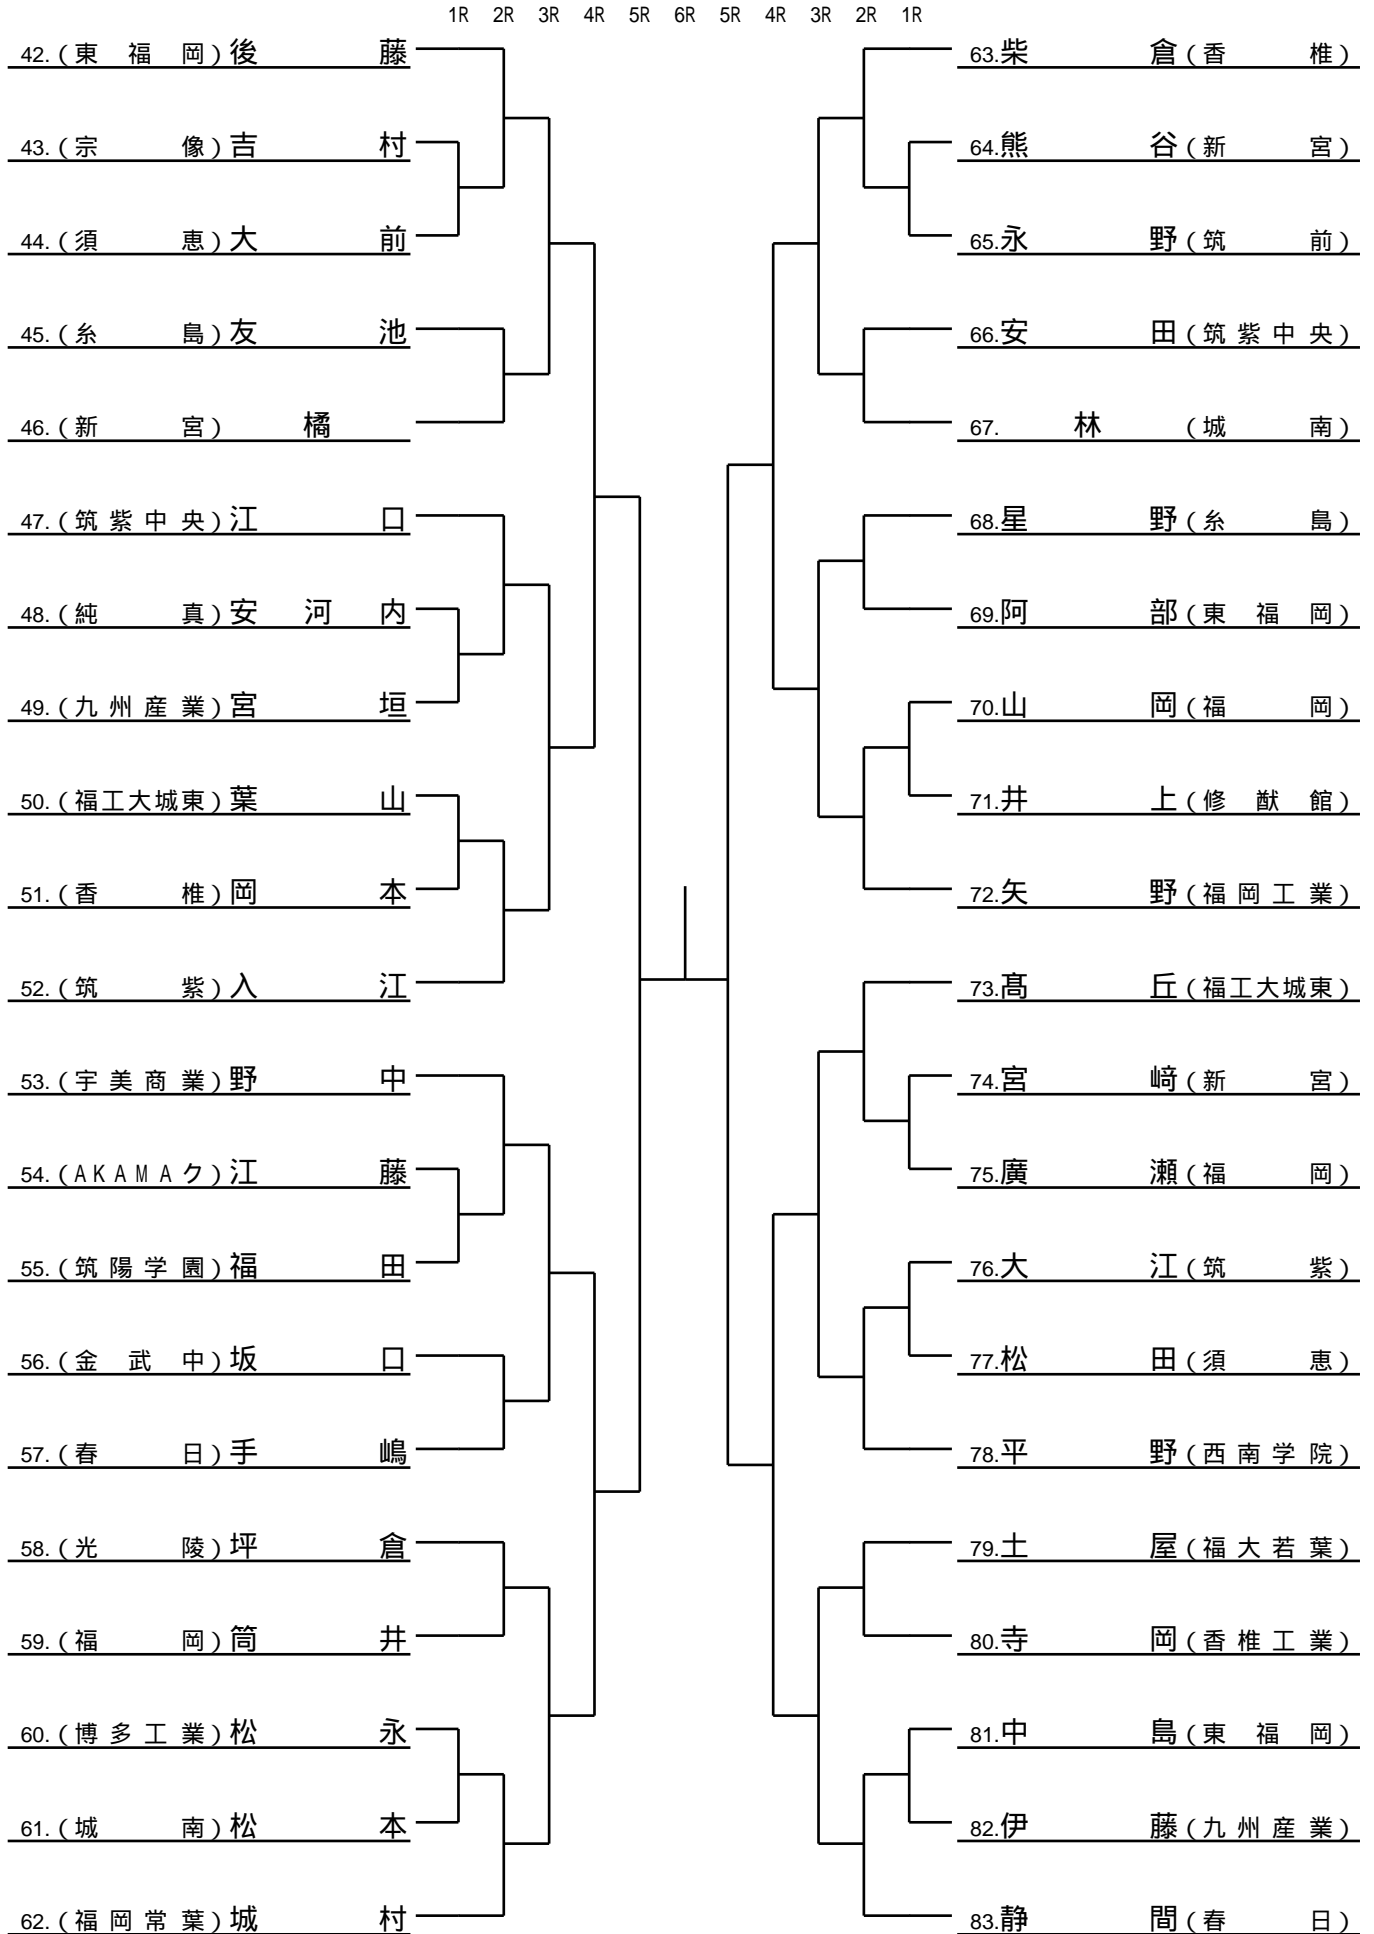 1R 2R 3R 4R 5R 6R 5R 4R 3R 2R 1R
42.(東福岡)後藤
43.(宗像)吉村
44.(須恵)大前
45.(糸島)友池
46.(新宮)橘
47.(筑紫中央)江口
48.(純真)安河内
49.(九州産業)宮垣
50.(福工大城東)葉山
51.(香椎)岡本
52.(筑紫)入江
53.(宇美商業)野中
54.(AKAMAク)江藤
55.(筑陽学園)福田
56.(金武中)坂口
57.(春日)手嶋
58.(光陵)坪倉
59.(福岡)筒井
60.(博多工業)松永
61.(城南)松本
62.(福岡常葉)城村
63.柴倉(香椎)
64.熊谷(新宮)
65.永野(筑前)
66.安田(筑紫中央)
67.林(城南)
68.星野(糸島)
69.阿部(東福岡)
70.山岡(福岡)
71.井上(修猷館)
72.矢野(福岡工業)
73.髙丘(福工大城東)
74.宮﨑(新宮)
75.廣瀬(福岡)
76.大江(筑紫)
77.松田(須恵)
78.平野(西南学院)
79.土屋(福大若葉)
80.寺岡(香椎工業)
81.中島(東福岡)
82.伊藤(九州産業)
83.静間(春日)